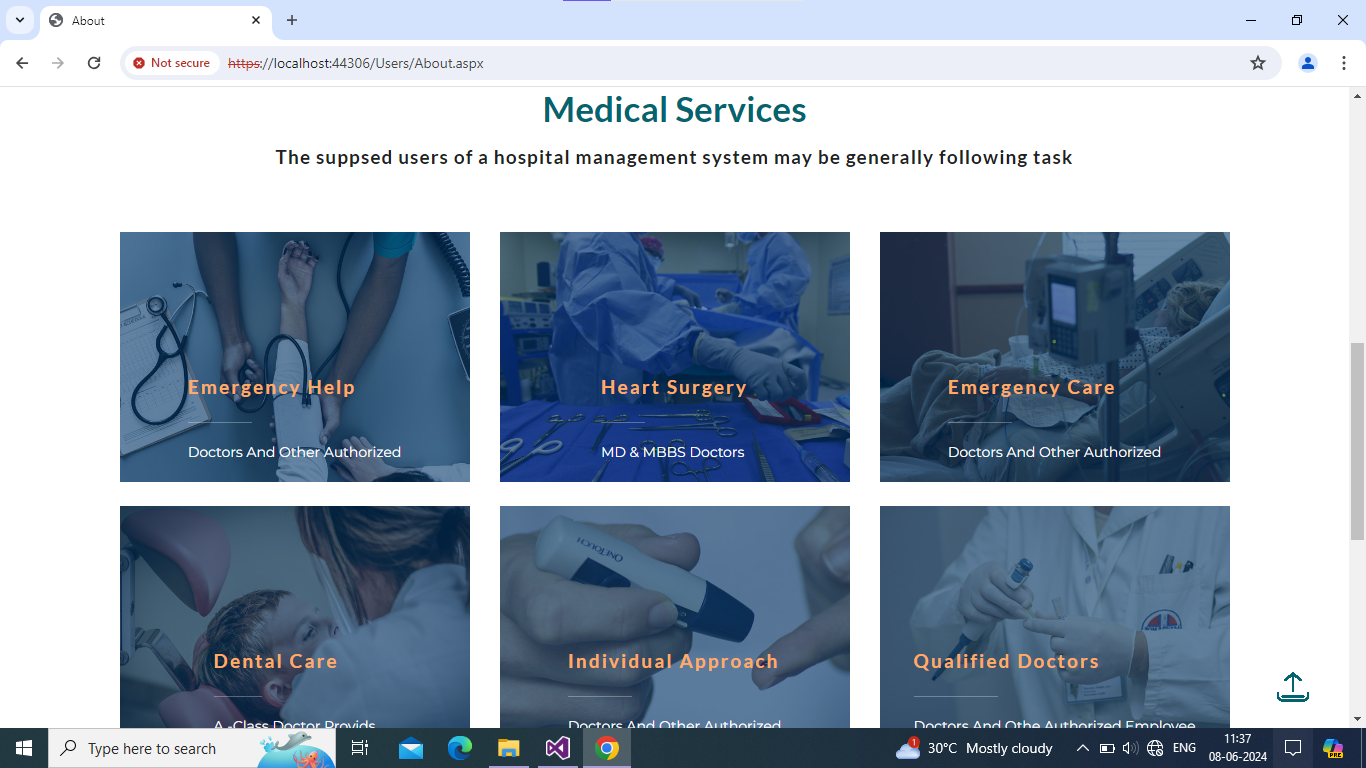 About
Not secure
https://localhost:44306/Users/About.aspx
Medical Services
The suppsed users of a hospital management system may be generally following task
Emergency Help
Doctors And Other Authorized
Heart Surgery
MD & MBBS Doctors
Emergency Care
Doctors And Other Authorized
ONETOUCH
Dental Care
A -Class Doctor Provids
Individual Approach
Doctors And Other Authorized
Qualified Doctors
Doctors And Othe Authorized Employee
Type here to search
1
30°C Mostly cloudy
ENG
11:37
08-06-2024
PRE